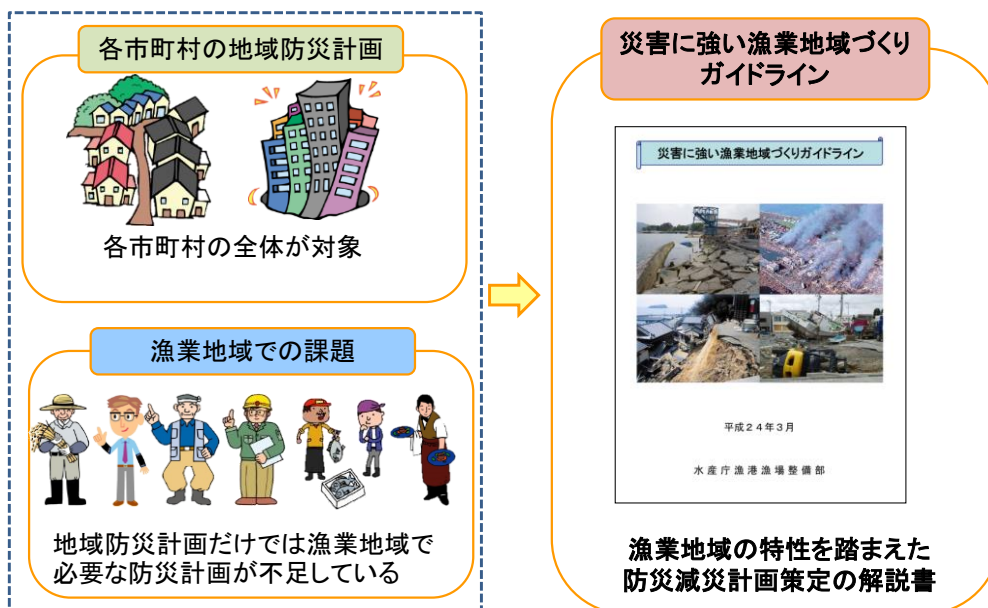 各市町村の地域防災計画
各市町村の全体が対象
漁業地域での課題
地域防災計画だけでは漁業地域で
必要な防災計画が不足している
災害に強い漁業地域づくり
ガイドライン
災害に強い漁業地域づくりガイドライン
平成24年3月
水産庁漁港漁場整備部
漁業地域の特性を踏まえた
防災減災計画策定の解説書